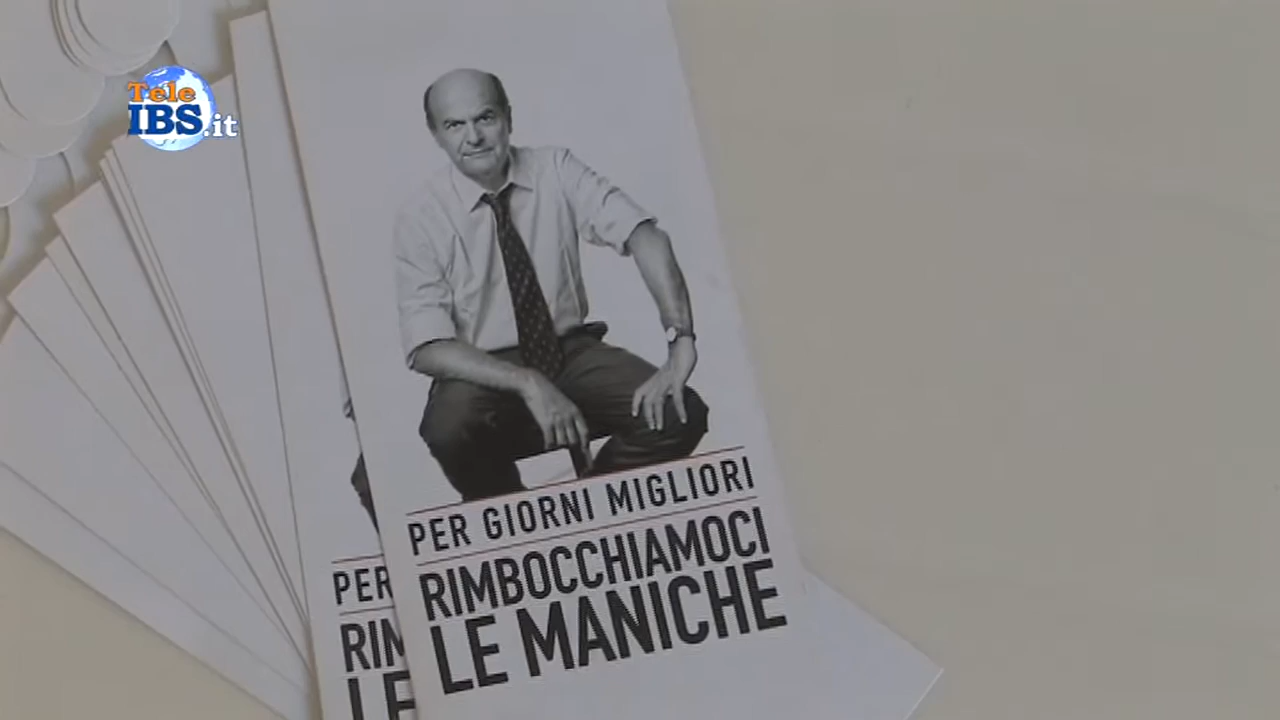 Tele
IBS.it
PER GIORNI MIGLIORI
RIMBOCCHIAMOCI
LE MANICHE
PER
RIM
LE